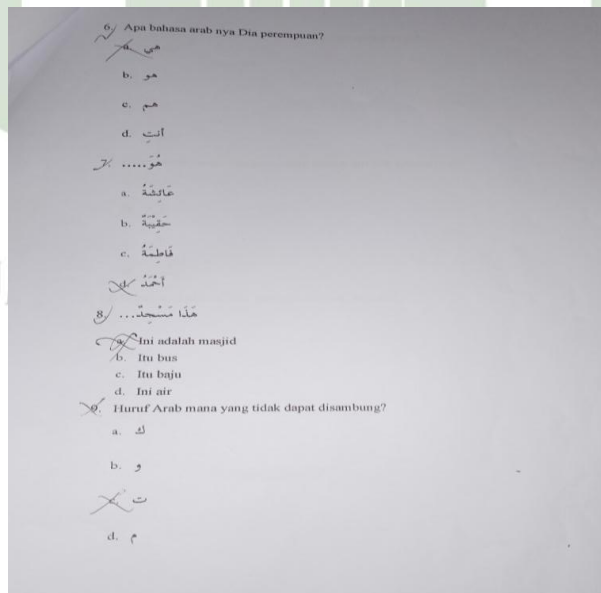 6. Apa bahasa arab nya Dia perempuan?
a. هي
b. هو
c. هم
d. أنتِ
7. هُوَ .....
a. عَائِشَةُ
b. حَقِيْبَةٌ
c. فَاطِمَةُ
d. أَحْمَدُ
8. هَذَا مَسْجِدٌ...
a. Ini adalah masjid
b. Itu bus
c. Itu baju
d. Ini air
9. Huruf Arab mana yang tidak dapat disambung?
a. ك
b. و
c. ت
d. م